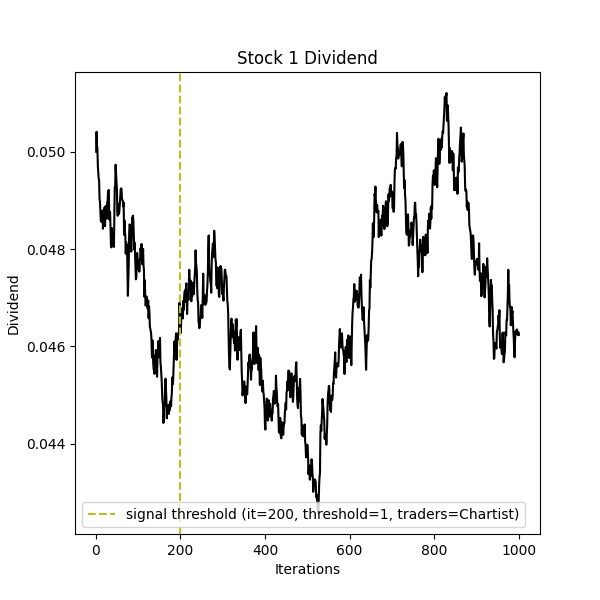 Stock 1 Dividend
0.050
0.048
0.046
0.044
Dividend
signal threshold (it=200, threshold=1, traders=Chartist)
0 200 400 600 800 1000
Iterations